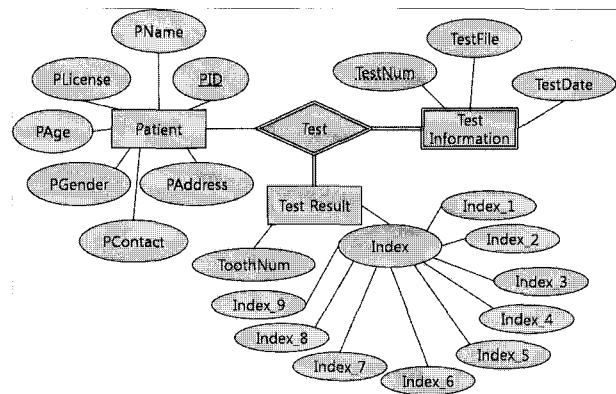 PName
TestFile
PLicense
PID
TestNum
TestDate
PAge
Patient
Test
Test
Information
PGender
PAddress
Test Result
Index_1
PContact
Index
Index_2
ToothNum
Index_3
Index_9
Index_4
Index_8
Index_5
Index_7
Index_6